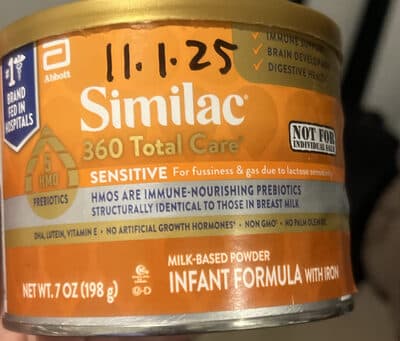 Abbott
11.1.25
IMMUNE SUPPORT
BRAIN DEVELOPMENT
DIGESTIVE HEALTH
#1
BRAND
FED IN
HOSPITALS
Similac®
360 Total Care®
NOT FOR
INDIVIDUAL SALE
5
HMO
PREBIOTICS
SENSITIVE For fussiness & gas due to lactose sensitivity
HMOS ARE IMMUNE-NOURISHING PREBIOTICS
STRUCTURALLY IDENTICAL TO THOSE IN BREAST MILK
DHA, LUTEIN, VITAMIN E • NO ARTIFICIAL GROWTH HORMONES* • NON GMO* • NO PALM OLEIN OIL
MILK-BASED POWDER
NET WT. 7 OZ (198 g)
INFANT FORMULA WITH IRON